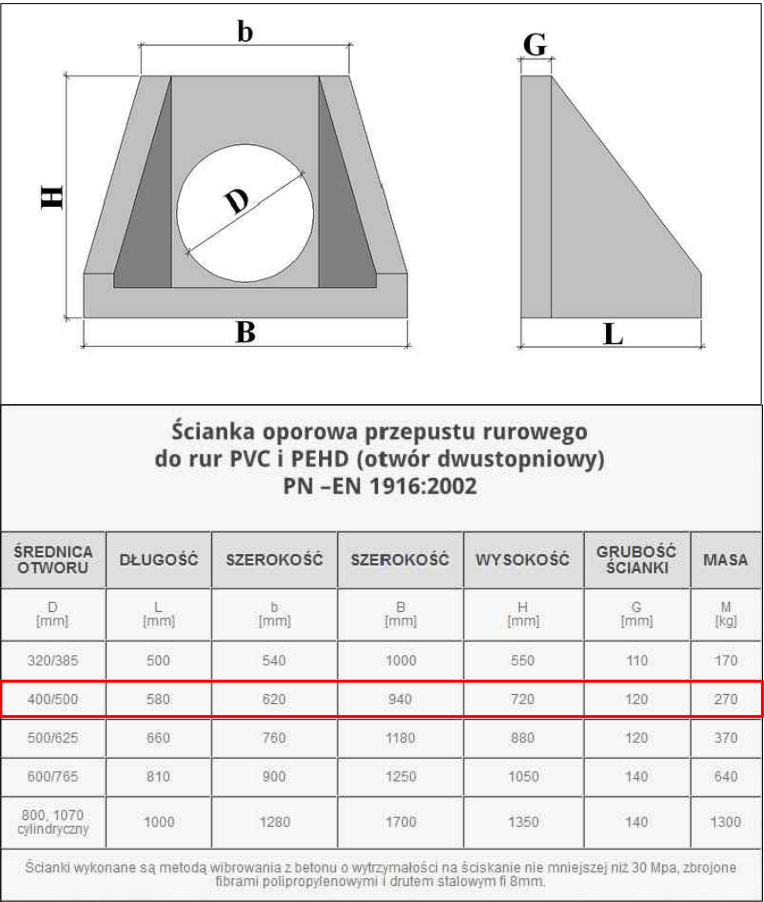 b
G
H
D
B
L
Ścianka oporowa przepustu rurowego
do rur PVC i PEHD (otwór dwustopniowy)
PN –EN 1916:2002
ŚREDNICA OTWORU DŁUGOŚĆ SZEROKOŚĆ SZEROKOŚĆ WYSOKOŚĆ GRUBOŚĆ ŚCIANKI MASA
D [mm] L [mm] b [mm] B [mm] H [mm] G [mm] M [kg]
320/385 500 540 1000 550 110 170
400/500 580 620 940 720 120 270
500/625 660 760 1180 880 120 370
600/765 810 900 1250 1050 140 640
800, 1070 cylindryczny 1000 1280 1700 1350 140 1300
Ścianki wykonane są metodą wibrowania z betonu o wytrzymałości na ściskanie nie mniejszej niż 30 Mpa, zbrojone
fibrami polipropylenowymi i drutem stalowym fi 8mm.